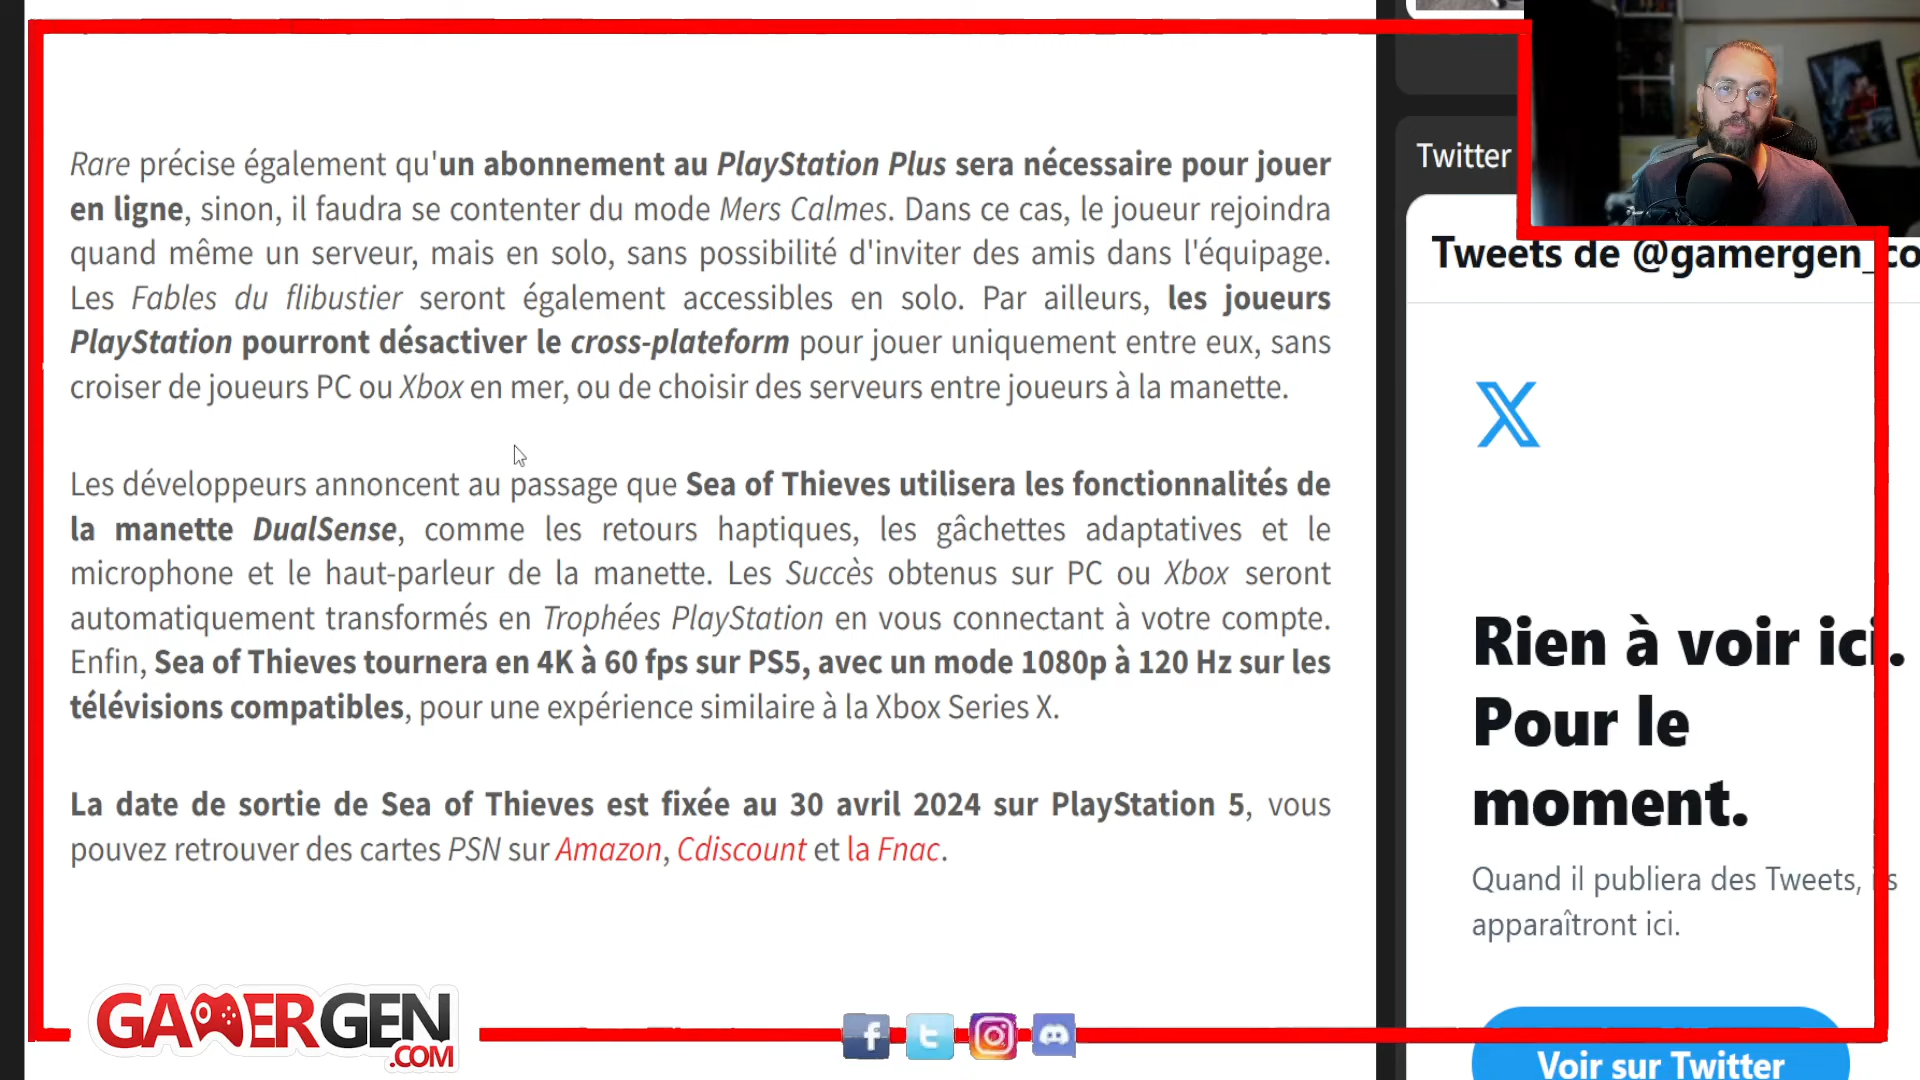 Rare précise également qu'un abonnement au PlayStation Plus sera nécessaire pour jouer
en ligne, sinon, il faudra se contenter du mode Mers Calmes. Dans ce cas, le joueur rejoindra
quand même un serveur, mais en solo, sans possibilité d'inviter des amis dans l'équipage.
Les Fables du flibustier seront également accessibles en solo. Par ailleurs, les joueurs
PlayStation pourront désactiver le cross-plateform pour jouer uniquement entre eux, sans
croiser de joueurs PC ou Xbox en mer, ou de choisir des serveurs entre joueurs à la manette.
Les développeurs annoncent au passage que Sea of Thieves utilisera les fonctionnalités de
la manette DualSense, comme les retours haptiques, les gâchettes adaptatives et le
microphone et le haut-parleur de la manette. Les Succès obtenus sur PC ou Xbox seront
automatiquement transformés en Trophées PlayStation en vous connectant à votre compte.
Enfin, Sea of Thieves tournera en 4K à 60 fps sur PS5, avec un mode 1080p à 120 Hz sur les
télévisions compatibles, pour une expérience similaire à la Xbox Series X.
La date de sortie de Sea of Thieves est fixée au 30 avril 2024 sur PlayStation 5, vous
pouvez retrouver des cartes PSN sur Amazon, Cdiscount et la Fnac.
Twitter
Tweets de @gamergen_co
Rien à voir ici.
Pour le
moment.
Quand il publiera des Tweets, ils
apparaîtront ici.
Voir sur Twitter
GAMERGEN
.COM